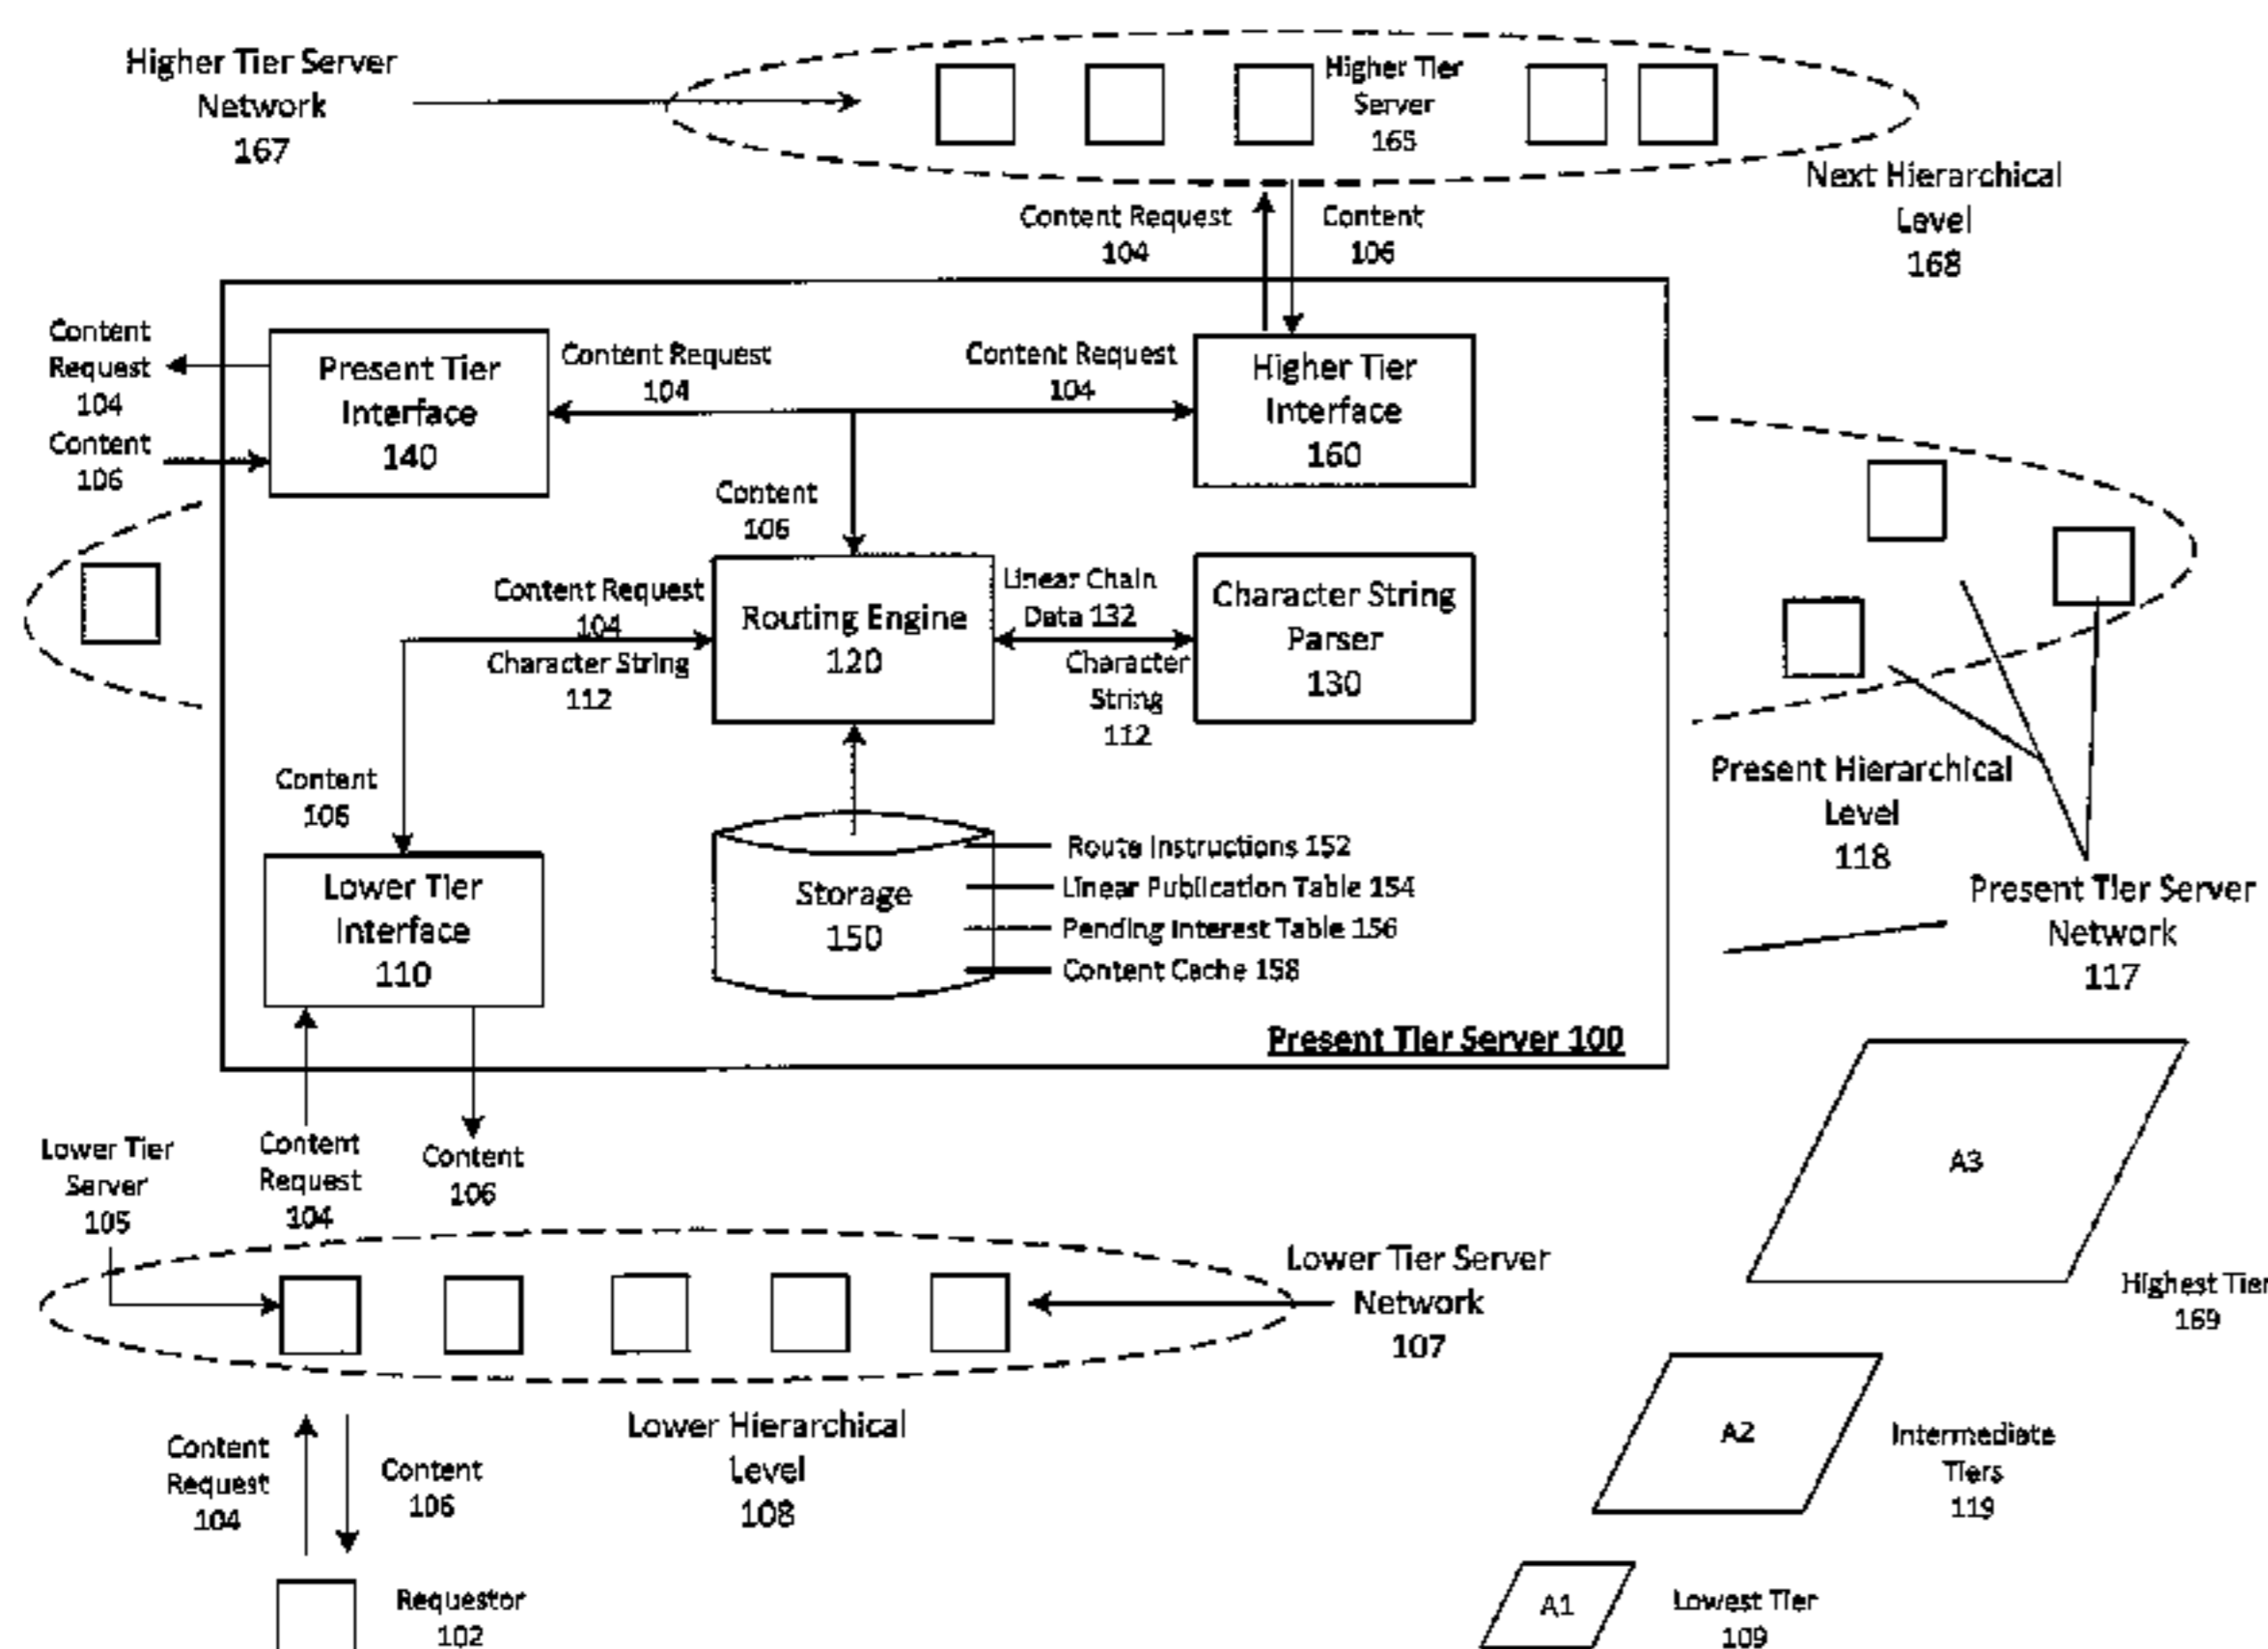 Higher Tier Server
Network
167
Higher Tier
Server
165
Next Hierarchical
Level
168
Content Request
104
Content
106
Content
Request
104
Content
106
Present Tier
Interface
140
Content Request
104
Content Request
104
Higher Tier
Interface
160
Content
106
Content Request
104
Character String
112
Routing Engine
120
Linear Chain
Data 132
Character
String
112
Character String
Parser
130
Content
106
Lower Tier
Interface
110
Storage
150
Route Instructions 152
Linear Publication Table 154
Pending Interest Table 156
Content Cache 158
Present Tier Server 100
Present Hierarchical
Level
118
Present Tier Server
Network
117
Lower Tier
Server
105
Content
Request
104
Content
106
Lower Tier Server
Network
107
Lower Hierarchical
Level
108
Content
Request
104
Content
106
Requestor
102
A3
Highest Tier
169
A2
Intermediate
Tiers
119
A1
Lowest Tier
109